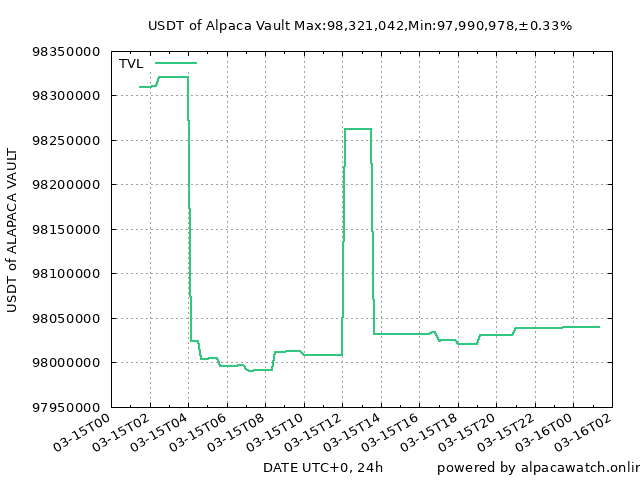 USDT of Alpaca Vault Max:98,321,042,Min:97,990,978,±0.33%
TVL
USDT of ALAPACA VAULT
98350000
98300000
98250000
98200000
98150000
98100000
98050000
98000000
97950000
03-15T00
03-15T02
03-15T04
03-15T06
03-15T08
03-15T10
03-15T12
03-15T14
03-15T16
03-15T18
03-15T20
03-15T22
03-16T00
03-16T02
DATE UTC+0, 24h
powered by alpacawatch.onlin